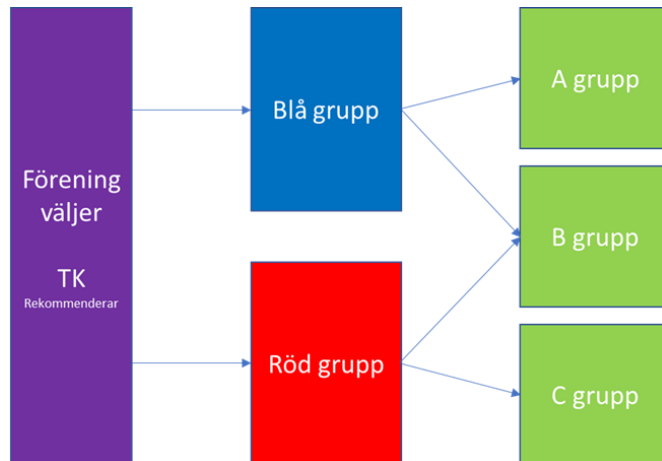 Förening
väljer
TK
Rekommenderar
Blå grupp
Röd grupp
A grupp
B grupp
C grupp